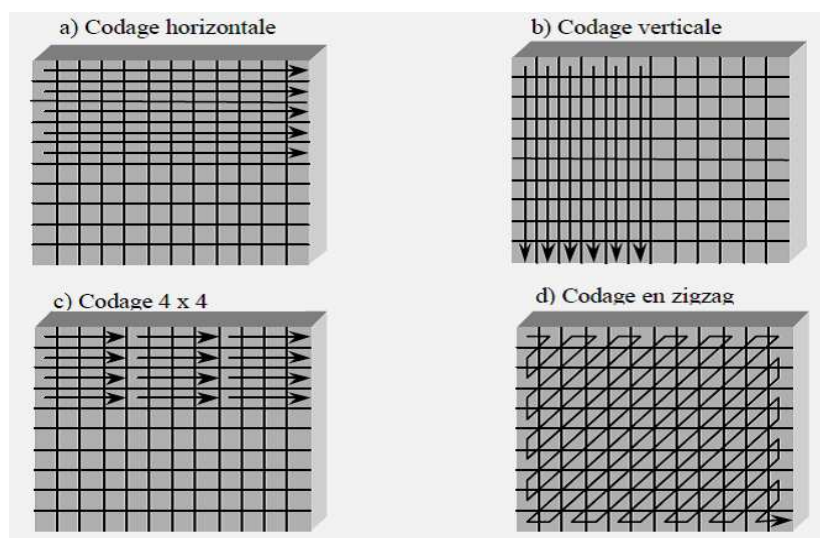 a) Codage horizontale
b) Codage verticale
c) Codage 4 x 4
d) Codage en zigzag